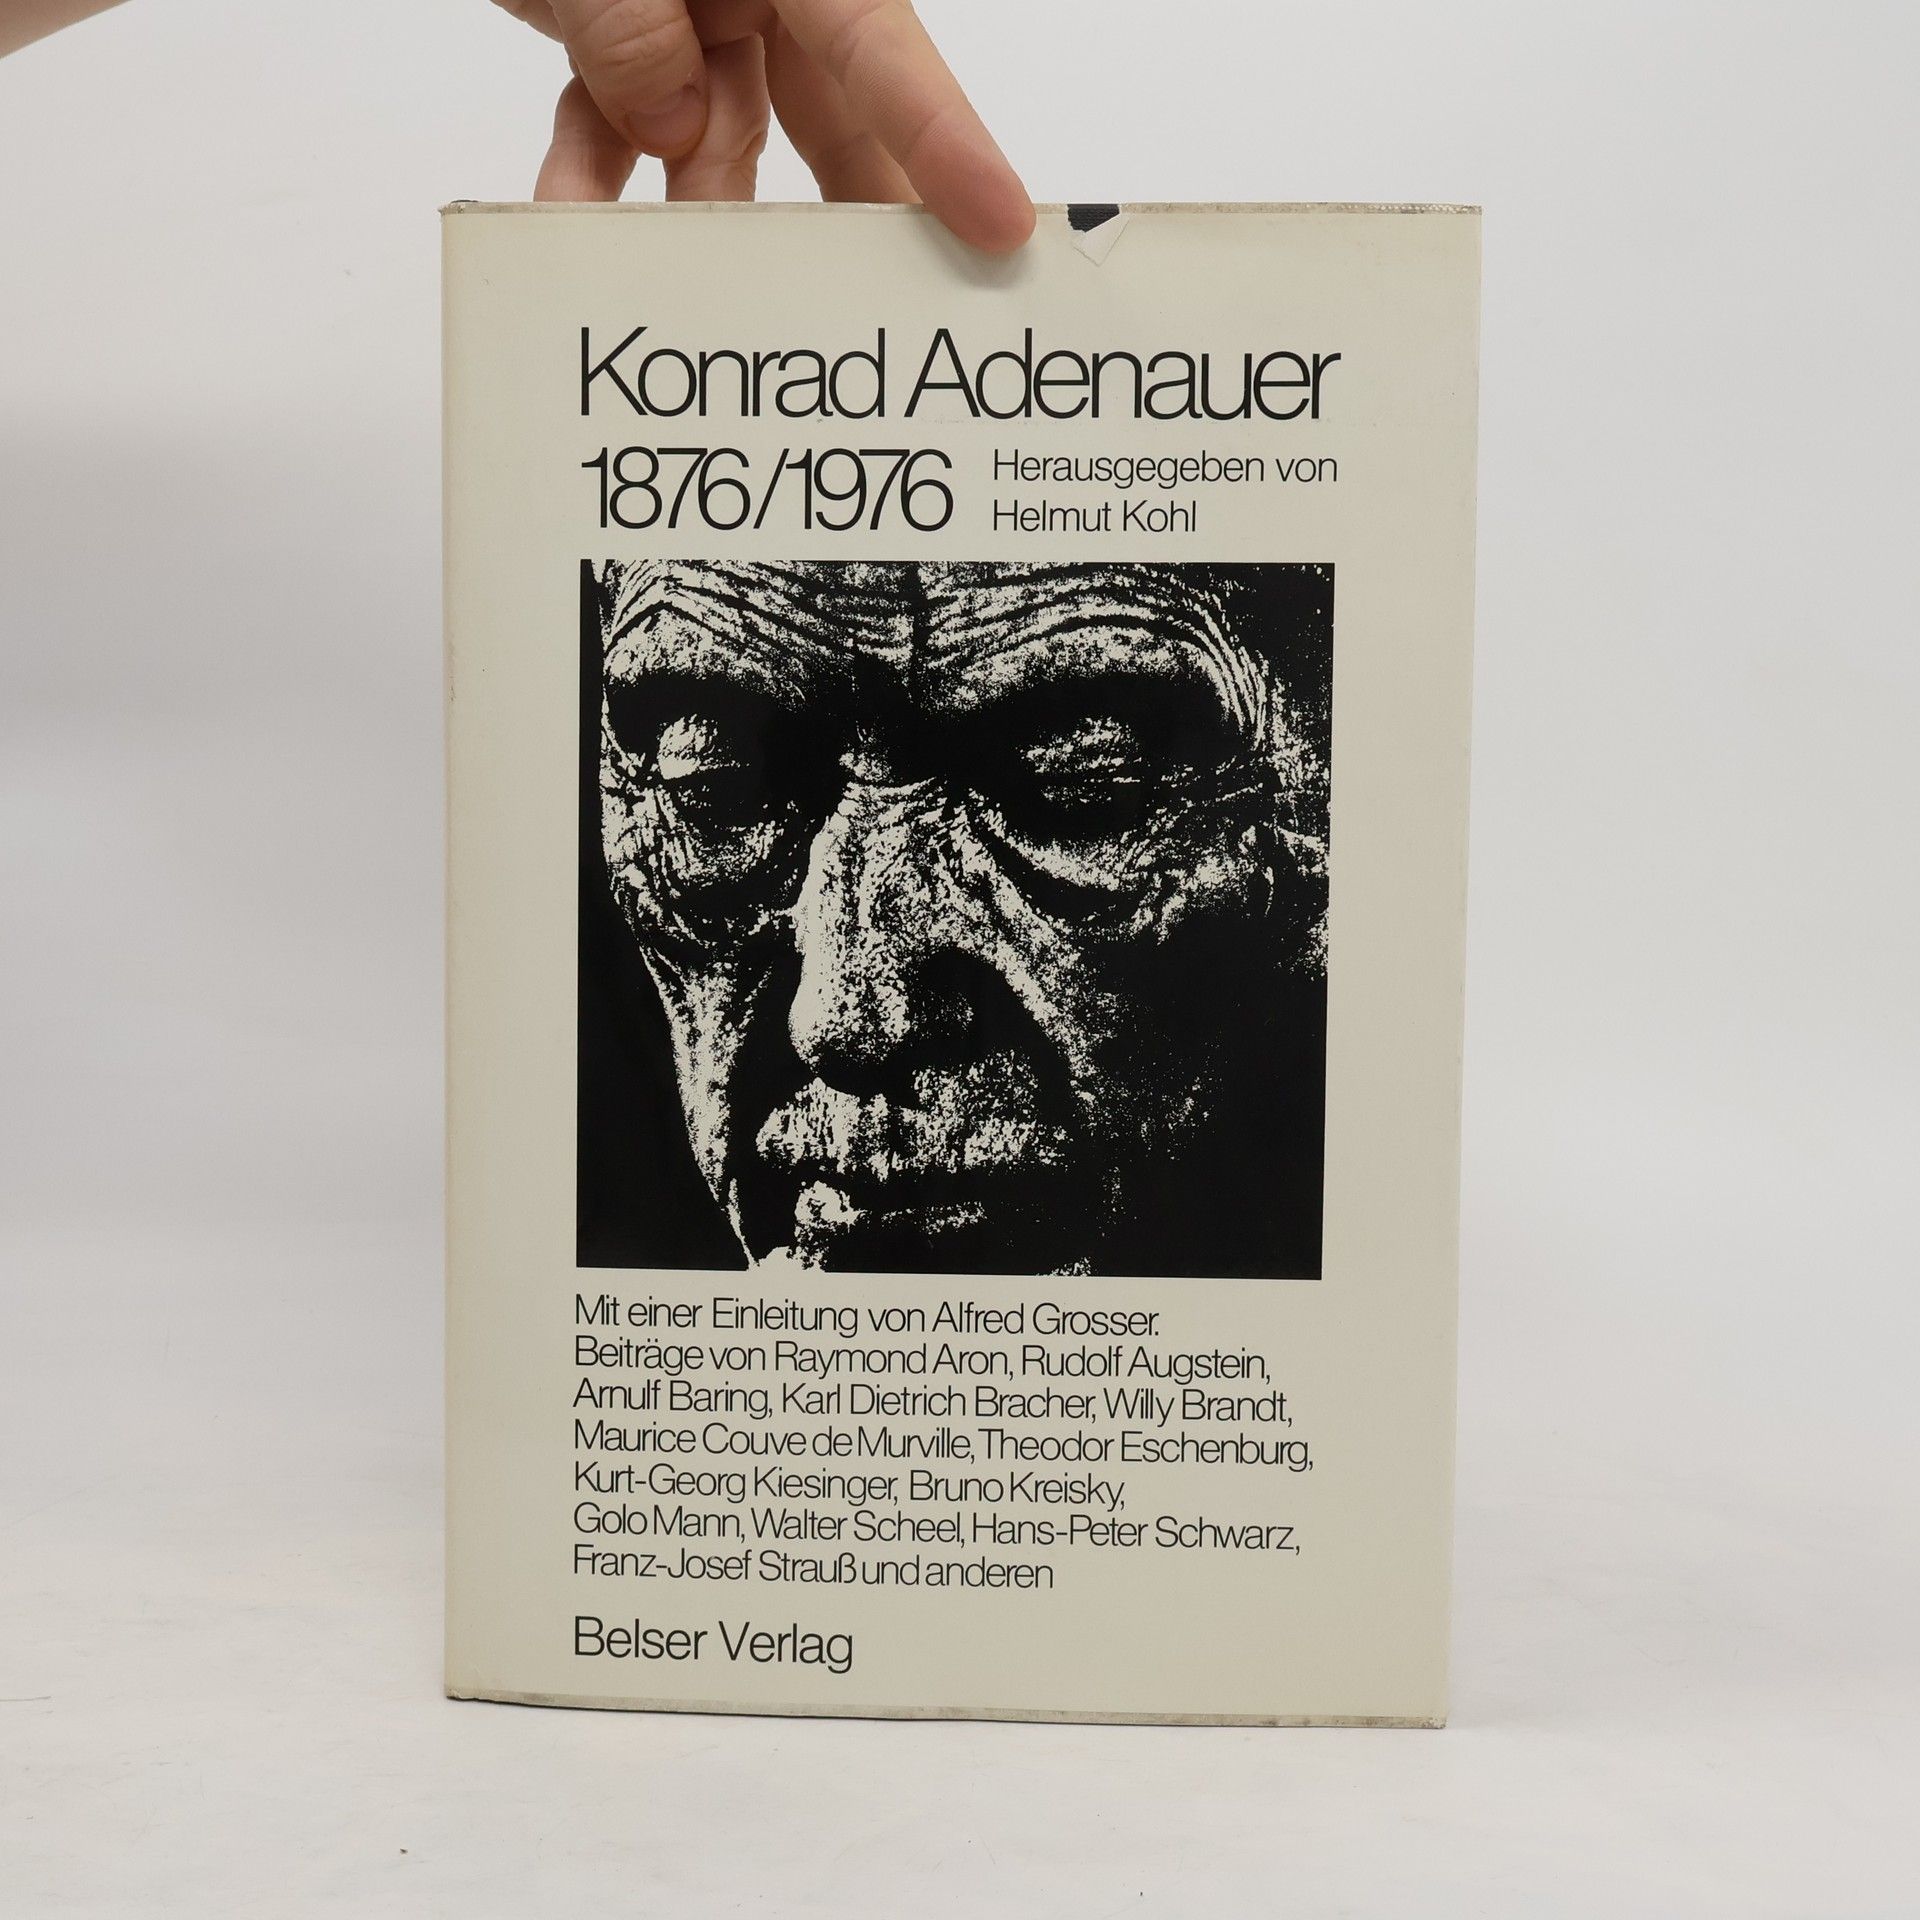 Konrad Adenauer
1876/1976
Herausgegeben von
Helmut Kohl
Mit einer Einleitung von Alfred Grosser.
Beiträge von Raymond Aron, Rudolf Augstein,
Arnulf Baring, Karl Dietrich Bracher, Willy Brandt,
Maurice Couve de Murville, Theodor Eschenburg,
Kurt-Georg Kiesinger, Bruno Kreisky,
Golo Mann, Walter Scheel, Hans-Peter Schwarz,
Franz-Josef Strauß und anderen
Belser Verlag